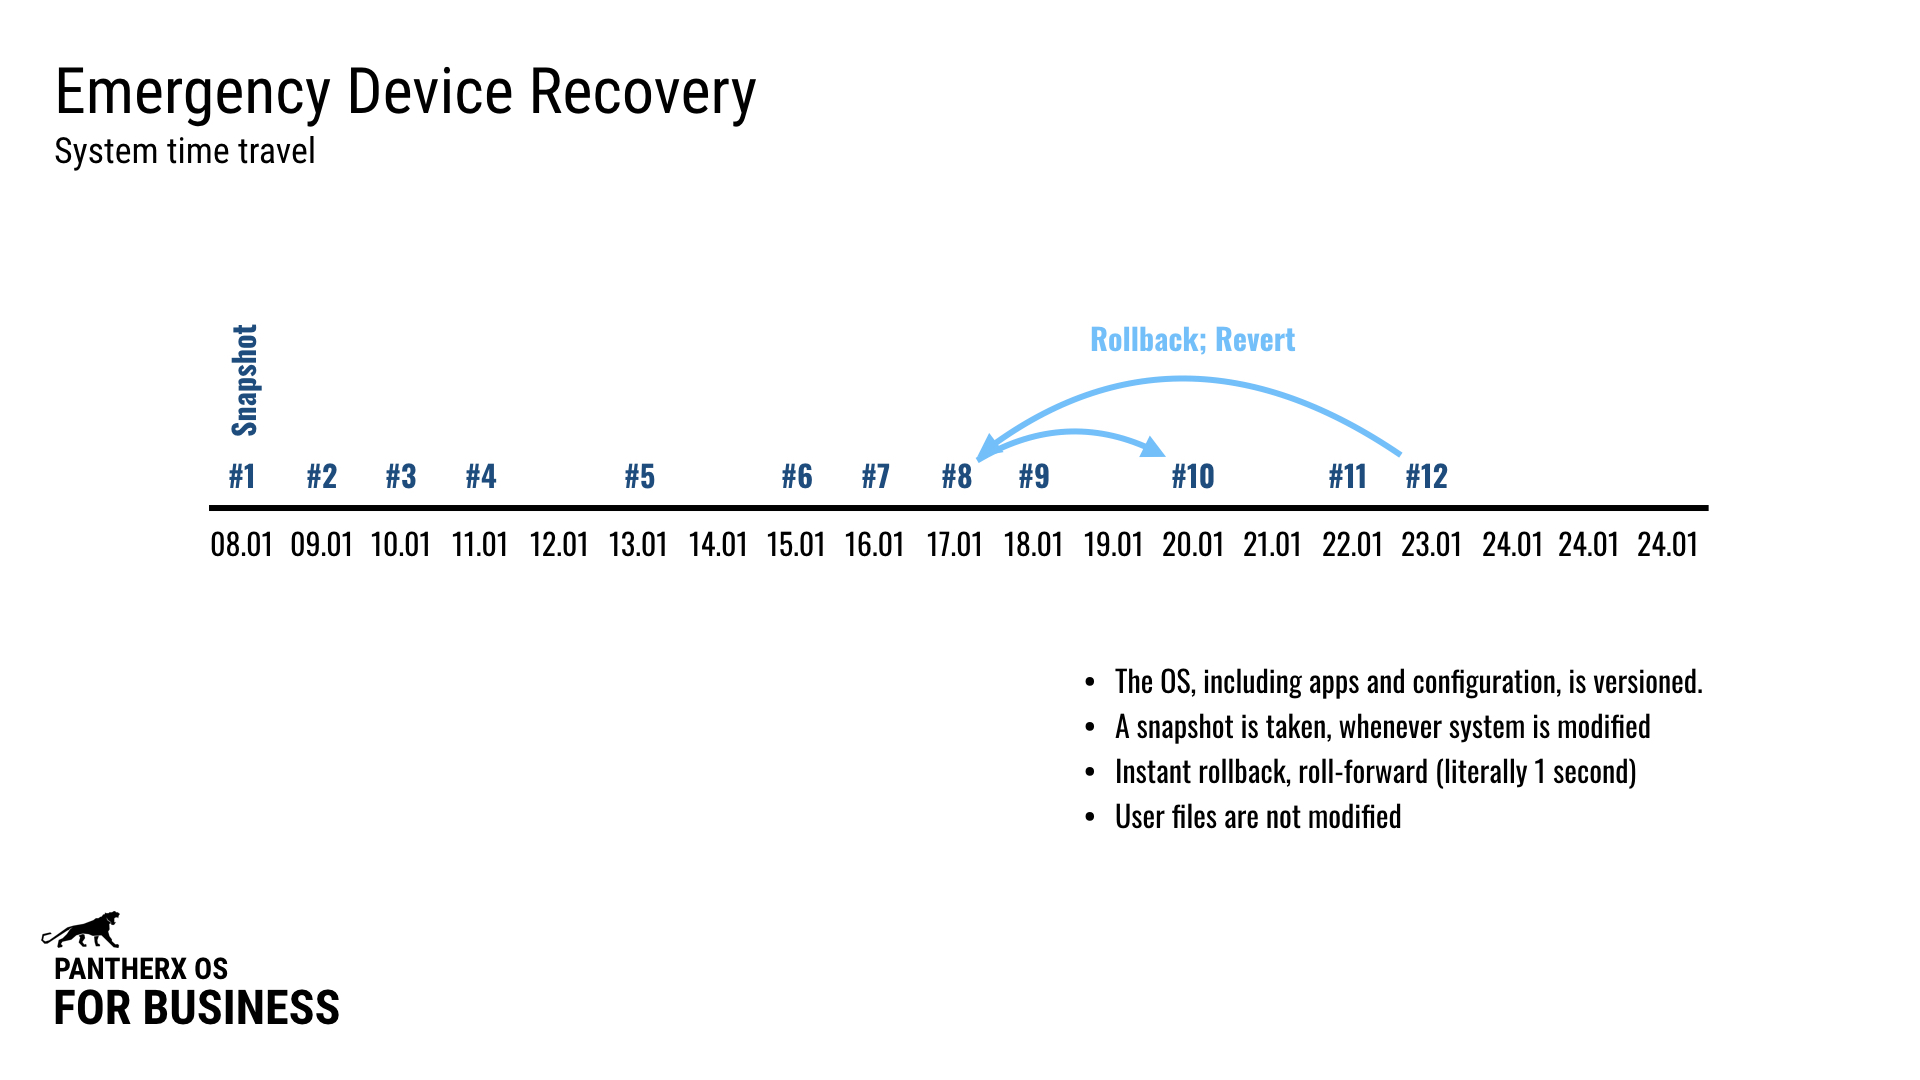 Emergency Device Recovery
System time travel
Snapshot
Rollback; Revert
#1 #2 #3 #4 #5 #6 #7 #8 #9 #10 #11 #12
08.01 09.01 10.01 11.01 12.01 13.01 14.01 15.01 16.01 17.01 18.01 19.01 20.01 21.01 22.01 23.01 24.01 24.01 24.01
• The OS, including apps and configuration, is versioned.
• A snapshot is taken, whenever system is modified
• Instant rollback, roll-forward (literally 1 second)
• User files are not modified
PANTHERX OS
FOR BUSINESS